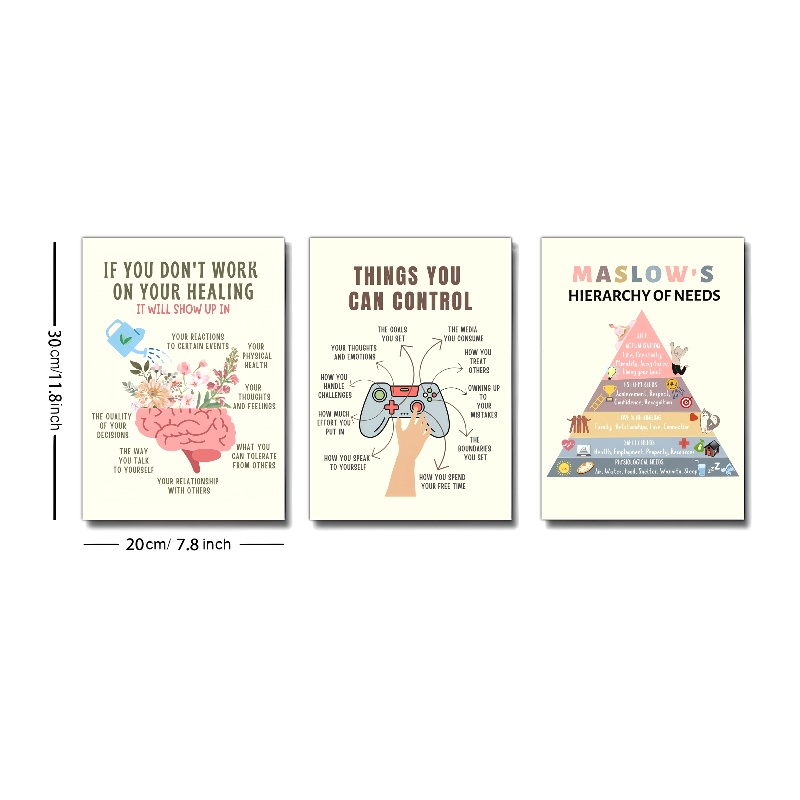 30cm/11.8inch
20cm/ 7.8 inch
IF YOU DON'T WORK
ON YOUR HEALING
IT WILL SHOW UP IN
YOUR REACTIONS
TO CERTAIN EVENTS
YOUR
PHYSICAL
HEALTH
YOUR
THOUGHTS
AND FEELINGS
THE QUALITY
OF YOUR
DECISIONS
THE WAY
YOU TALK
TO YOURSELF
WHAT YOU
CAN TOLERATE
FROM OTHERS
YOUR RELATIONSHIP
WITH OTHERS
THINGS YOU
CAN CONTROL
THE GOALS
YOU SET
THE MEDIA
YOU CONSUME
YOUR THOUGHTS
AND EMOTIONS
HOW YOU
TREAT
OTHERS
HOW YOU
HANDLE
CHALLENGES
OWNING UP
TO YOUR
MISTAKES
HOW MUCH
EFFORT YOU
PUT IN
THE
BOUNDARIES
YOU SET
HOW YOU SPEAK
TO YOURSELF
HOW YOU SPEND
YOUR FREE TIME
MASLOW'S
HIERARCHY OF NEEDS
SELF
ACTUALIZATION
Morality, Acceptance
ESTEEM NEEDS
Achievement, Respect,
Confidence, Recognition
Family, Relationships, Love, Connection
SAFETY NEEDS
Health, Employment, Property, Resources
PHYSIOLOGICAL NEEDS
Air, Water, Food, Shelter, Warmth, Sleep